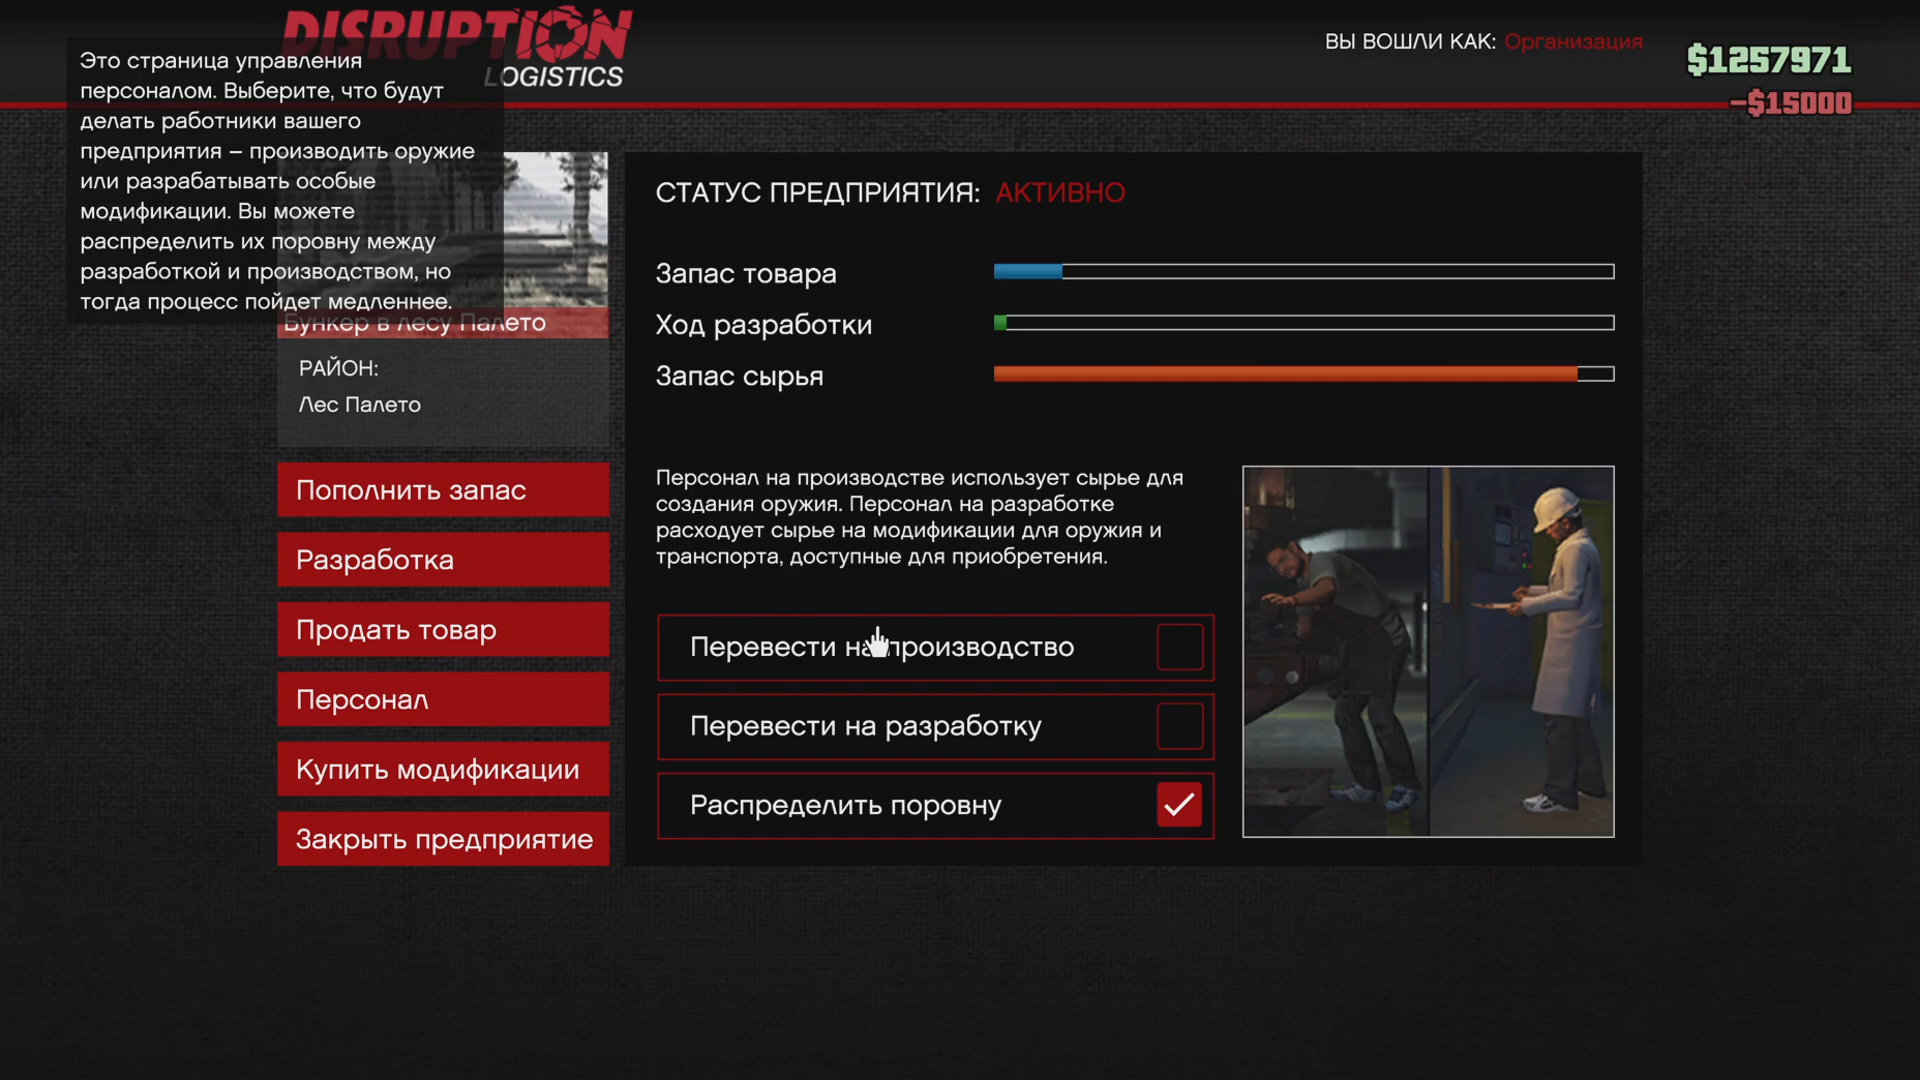 DISRUPTION
LOGISTICS
ВЫ ВОШЛИ КАК: Организация
$1257971
-$15000
Это страница управления
персоналом. Выберите, что будут
делать работники вашего
предприятия – производить оружие
или разрабатывать особые
модификации. Вы можете
распределить их поровну между
разработкой и производством, но
тогда процесс пойдет медленнее.
Бункер в лесу Палето
РАЙОН:
Лес Палето
Пополнить запас
Разработка
Продать товар
Персонал
Купить модификации
Закрыть предприятие
СТАТУС ПРЕДПРИЯТИЯ: АКТИВНО
Запас товара
Ход разработки
Запас сырья
Персонал на производстве использует сырье для
создания оружия. Персонал на разработке
расходует сырье на модификации для оружия и
транспорта, доступные для приобретения.
Перевести на производство
Перевести на разработку
Распределить поровну